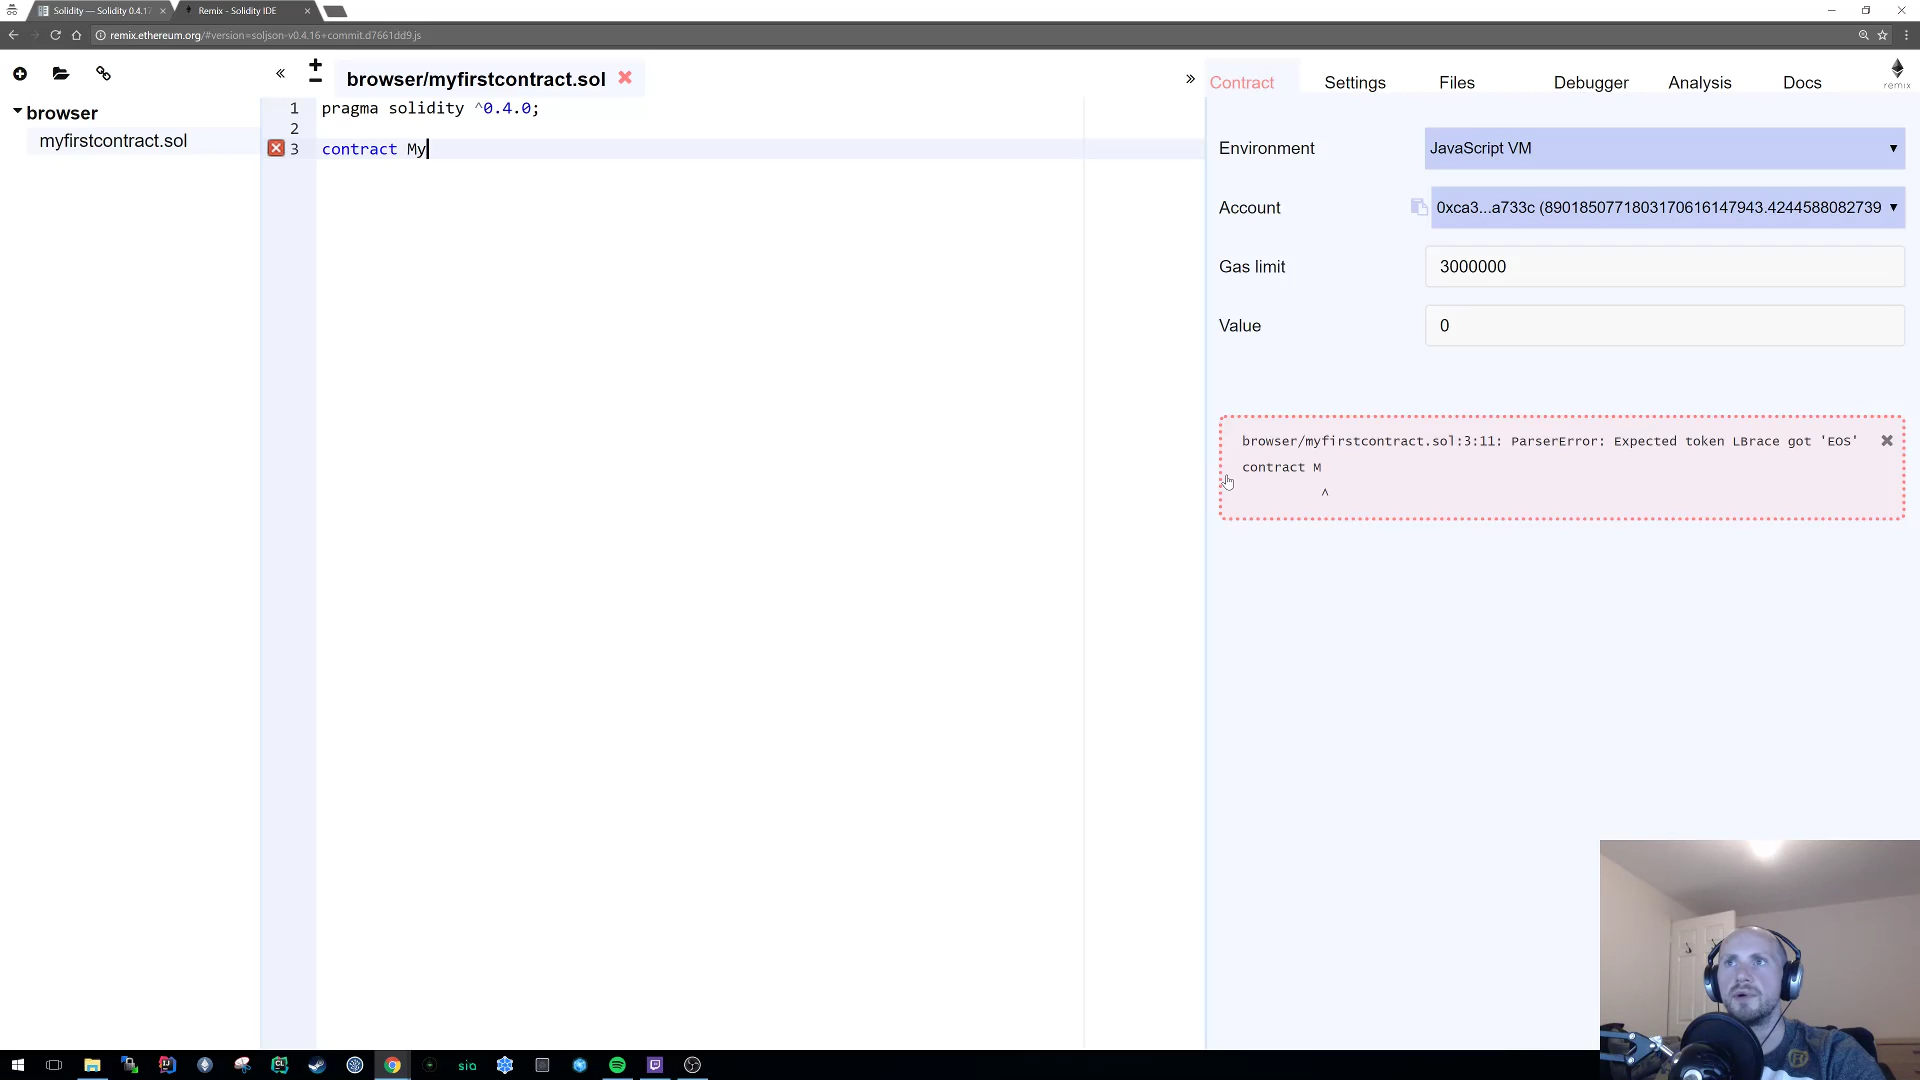 Solidity — Solidity 0.4.17
Remix - Solidity IDE
remix.ethereum.org/#version=soljson-v0.4.16+commit.d7661dd9.js
browser/myfirstcontract.sol
Contract
Settings
Files
Debugger
Analysis
Docs
remix
browser
myfirstcontract.sol
1 pragma solidity ^0.4.0;
2
3 contract My
Environment
JavaScript VM
Account
0xca3...a733c (8901850771803170616147943.4244588082739
Gas limit
3000000
Value
0
browser/myfirstcontract.sol:3:11: ParserError: Expected token LBrace got 'EOS'
contract M
^
sia